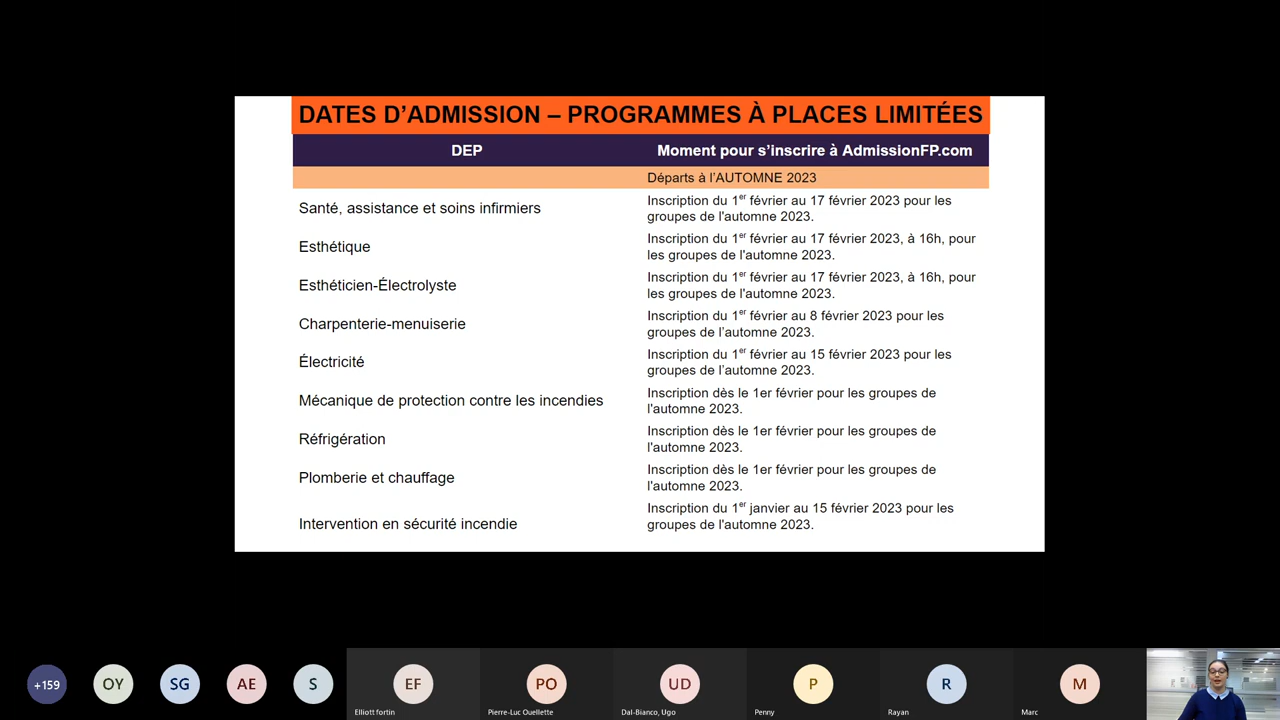 DATES D’ADMISSION – PROGRAMMES À PLACES LIMITÉES
DEP
Moment pour s’inscrire à AdmissionFP.com
Départs à l’AUTOMNE 2023
Santé, assistance et soins infirmiers
Inscription du 1er février au 17 février 2023 pour les
groupes de l'automne 2023.
Esthétique
Inscription du 1er février au 17 février 2023, à 16h, pour
les groupes de l'automne 2023.
Esthéticien-Électrolyste
Inscription du 1er février au 17 février 2023, à 16h, pour
les groupes de l'automne 2023.
Charpenterie-menuiserie
Inscription du 1er février au 8 février 2023 pour les
groupes de l’automne 2023.
Électricité
Inscription du 1er février au 15 février 2023 pour les
groupes de l’automne 2023.
Mécanique de protection contre les incendies
Inscription dès le 1er février pour les groupes de
l'automne 2023.
Réfrigération
Inscription dès le 1er février pour les groupes de
l'automne 2023.
Plomberie et chauffage
Inscription dès le 1er février pour les groupes de
l'automne 2023.
Intervention en sécurité incendie
Inscription du 1er janvier au 15 février 2023 pour les
groupes de l'automne 2023.
+159
OY
SG
AE
S
EF
Elliott fortin
PO
Pierre-Luc Ouellette
UD
Dal-Bianco, Ugo
P
Penny
R
Rayan
M
Marc